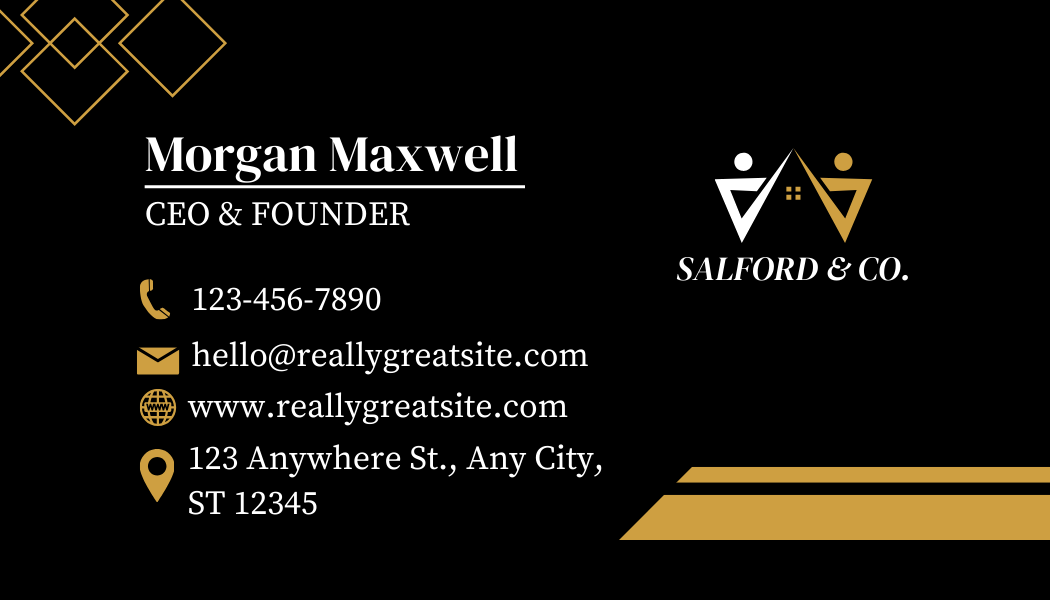 Morgan Maxwell
CEO & FOUNDER
SALFORD & CO.
123-456-7890
hello@reallygreatsite.com
www
www.reallygreatsite.com
123 Anywhere St., Any City,
ST 12345